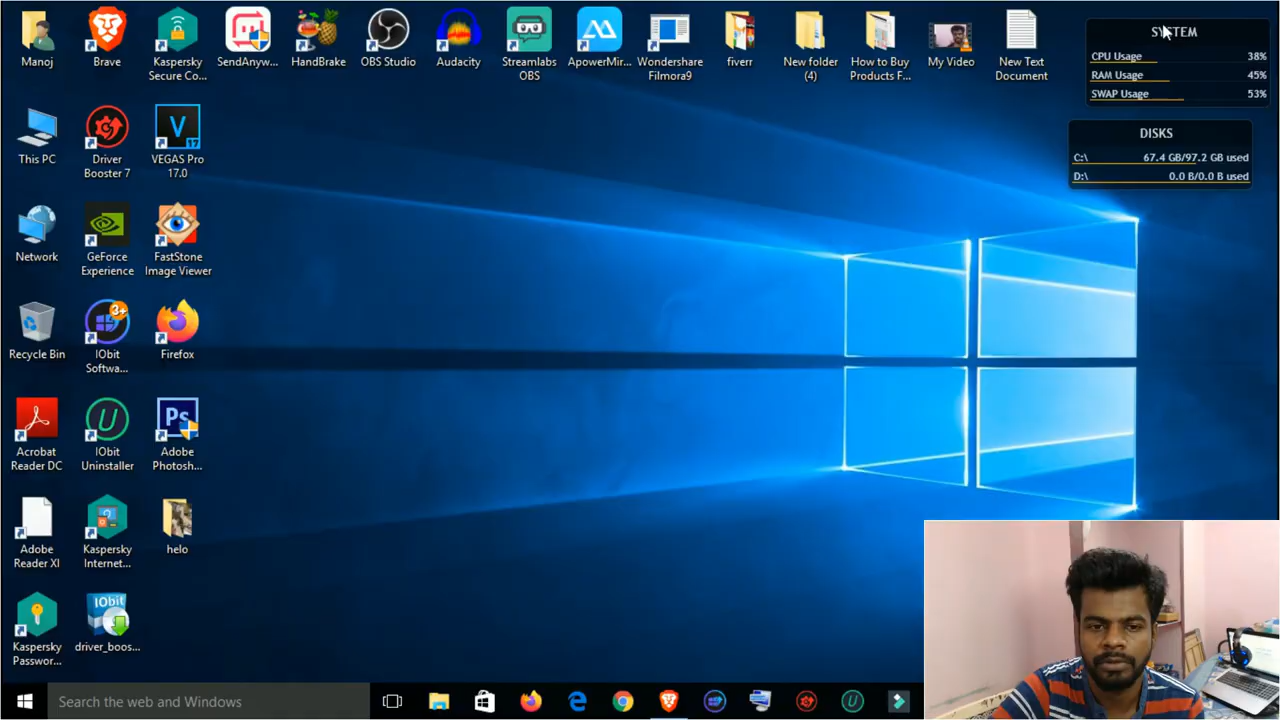 Manoj
Brave
Kaspersky
Secure Co...
SendAnyw...
HandBrake
OBS Studio
Audacity
Streamlabs
OBS
ApowerMir...
Wondershare
Filmora9
fiverr
New folder
(4)
How to Buy
Products F...
My Video
New Text
Document
SYSTEM
CPU Usage 38%
RAM Usage 45%
SWAP Usage 53%
DISKS
C:\ 67.4 GB/97.2 GB used
D:\ 0.0 B/0.0 B used
This PC
Driver
Booster 7
V
17
VEGAS Pro
17.0
Network
GeForce
Experience
FastStone
Image Viewer
Recycle Bin
3+
IObit
Softwa...
Firefox
Acrobat
Reader DC
IObit
Uninstaller
Ps
Adobe
Photosh...
Adobe
Reader XI
Kaspersky
Internet...
helo
Kaspersky
Passwor...
IObit
driver_boos...
Search the web and Windows